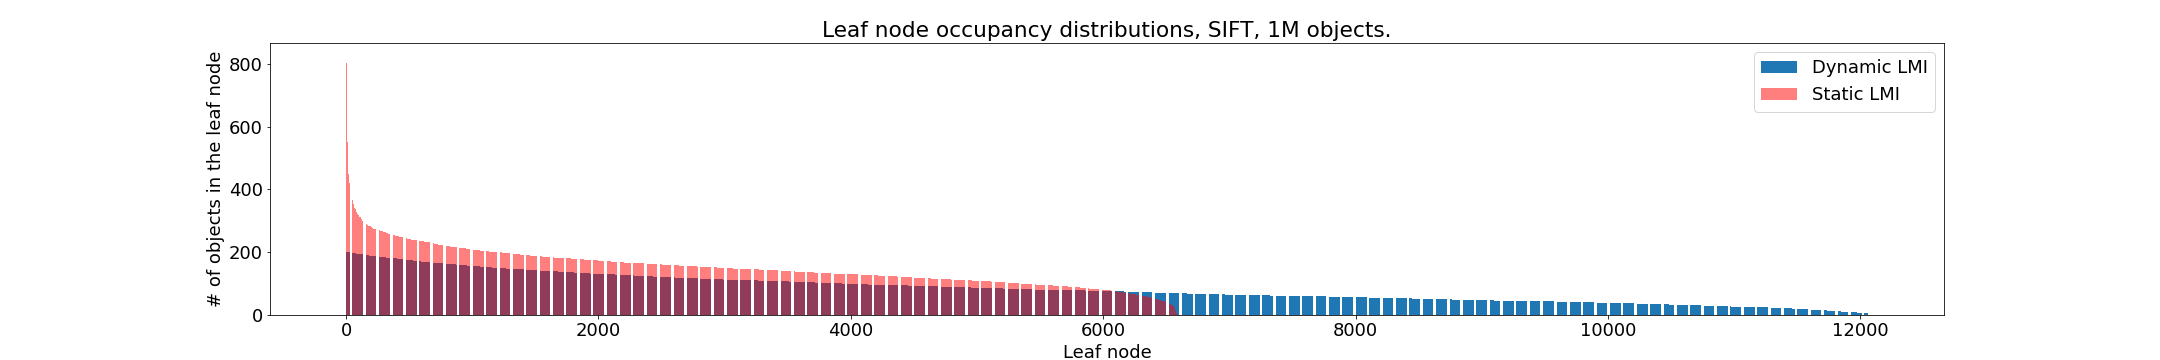 Leaf node occupancy distributions, SIFT, 1M objects.
# of objects in the leaf node
800
600
400
200
0
Dynamic LMI
Static LMI
0 2000 4000 6000 8000 10000 12000
Leaf node